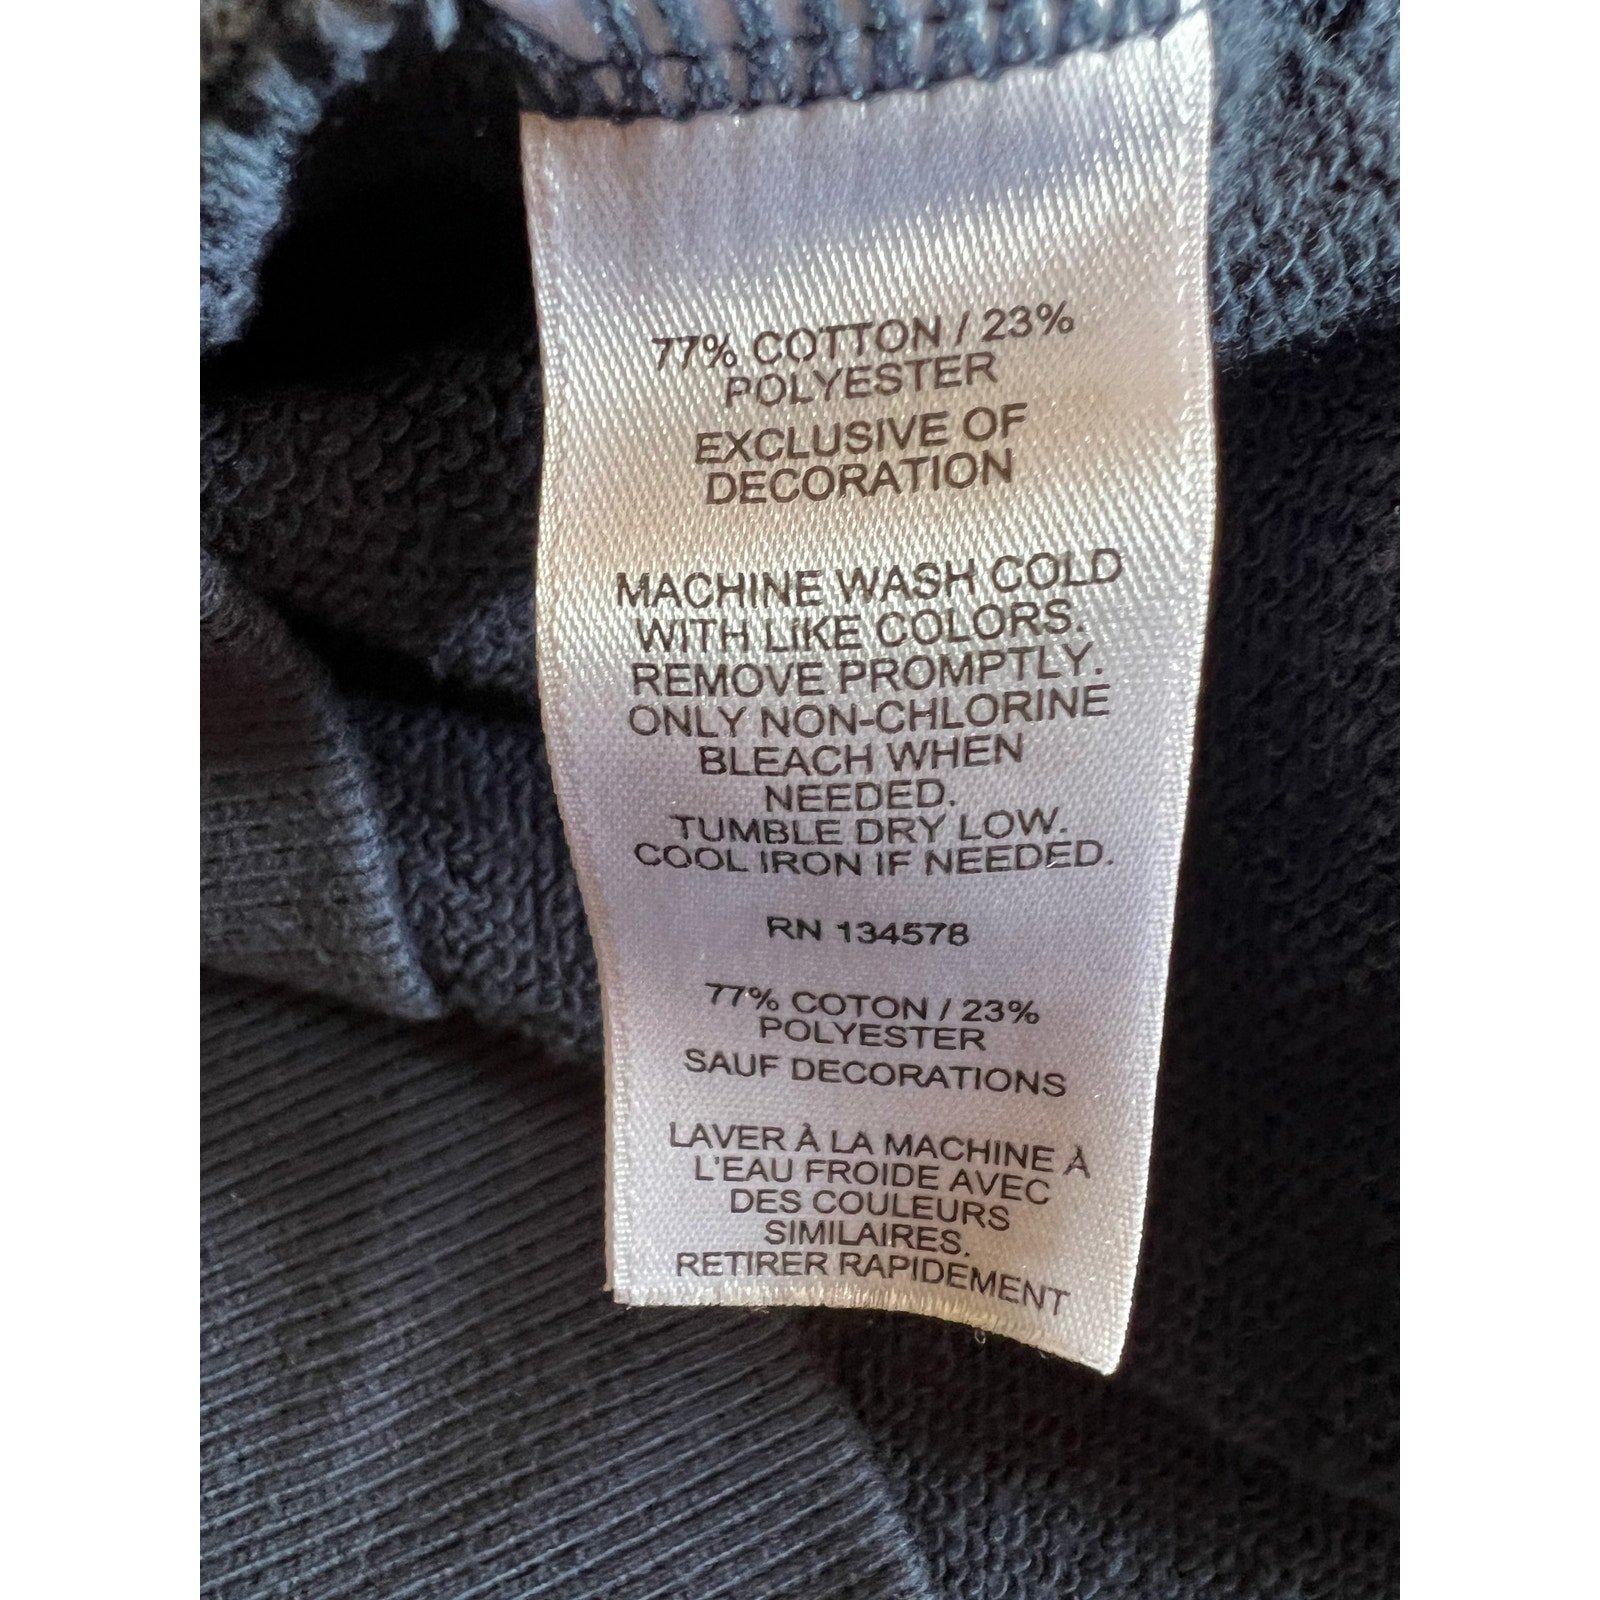 77% COTTON / 23%
POLYESTER
EXCLUSIVE OF
DECORATION
MACHINE WASH COLD
WITH LIKE COLORS.
REMOVE PROMPTLY.
ONLY NON-CHLORINE
BLEACH WHEN
NEEDED.
TUMBLE DRY LOW.
COOL IRON IF NEEDED.
RN 134578
77% COTON / 23%
POLYESTER
SAUF DECORATIONS
LAVER À LA MACHINE À
L'EAU FROIDE AVEC
DES COULEURS
SIMILAIRES.
RETIRER RAPIDEMENT